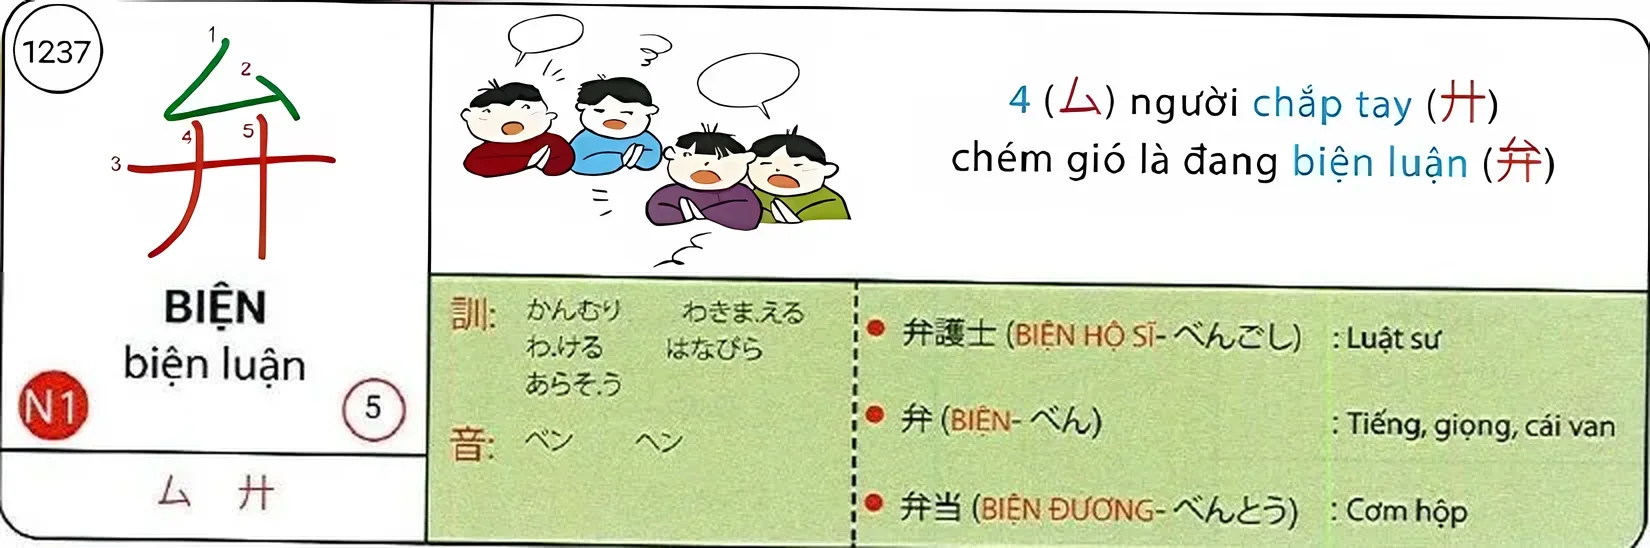 1237
1
2
3
4
5
弁
BIỆN
biện luận
N1
5
厶 廾
4 (厶) người chắp tay (廾)
chém gió là đang biện luận (弁)
訓: かんむり わきま.える
わ.ける はなびら
あらそ.う
音: ベン ヘン
弁護士 (BIỆN HỘ SĨ- べんごし) : Luật sư
弁 (BIỆN- べん) : Tiếng, giọng, cái van
弁当 (BIỆN ĐƯƠNG- べんとう) : Cơm hộp